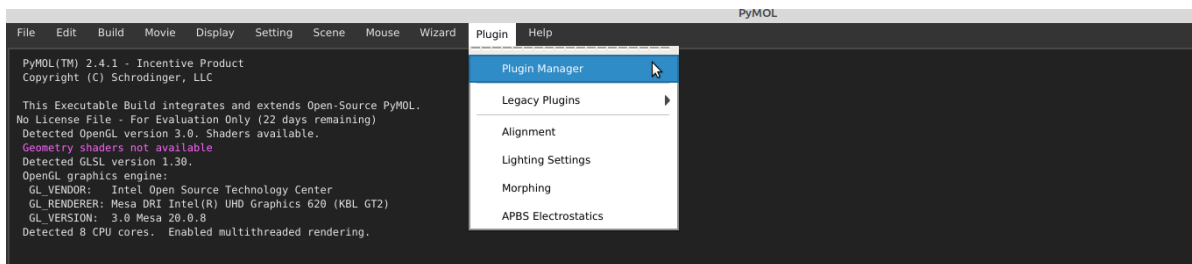 PyMOL
File Edit Build Movie Display Setting Scene Mouse Wizard Plugin Help
PyMOL(TM) 2.4.1 - Incentive Product
Copyright (C) Schrodinger, LLC
This Executable Build integrates and extends Open-Source PyMOL.
No License File - For Evaluation Only (22 days remaining)
Detected OpenGL version 3.0. Shaders available.
Geometry shaders not available
Detected GLSL version 1.30.
OpenGL graphics engine:
GL_VENDOR: Intel Open Source Technology Center
GL_RENDERER: Mesa DRI Intel(R) UHD Graphics 620 (KBL GT2)
GL_VERSION: 3.0 Mesa 20.0.8
Detected 8 CPU cores. Enabled multithreaded rendering.
Plugin Manager
Legacy Plugins
Alignment
Lighting Settings
Morphing
APBS Electrostatics